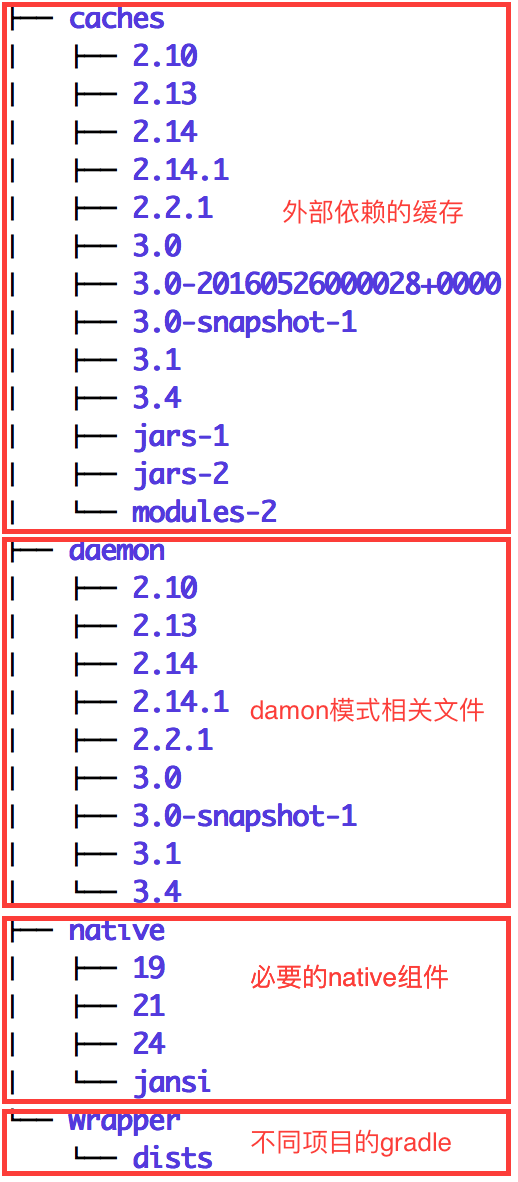 ├── caches
│   ├── 2.10
│   ├── 2.13
│   ├── 2.14
│   ├── 2.14.1
│   ├── 2.2.1 外部依赖的缓存
│   ├── 3.0
│   ├── 3.0-20160526000028+0000
│   ├── 3.0-snapshot-1
│   ├── 3.1
│   ├── 3.4
│   ├── jars-1
│   ├── jars-2
│   └── modules-2
├── daemon
│   ├── 2.10
│   ├── 2.13
│   ├── 2.14
│   ├── 2.14.1 damon模式相关文件
│   ├── 2.2.1
│   ├── 3.0
│   ├── 3.0-snapshot-1
│   ├── 3.1
│   └── 3.4
├── native
│   ├── 19 必要的native组件
│   ├── 21
│   ├── 24
│   └── jansi
└── wrapper
    └── dists 不同项目的gradle